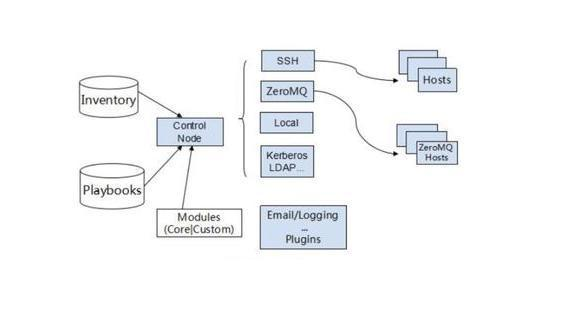 SSH
Hosts
ZeroMQ
Inventory
Local
Control
Node
ZeroMQ
Hosts
Kerberos
LDAP...
Playbooks
Modules
(Core|Custom)
Email/Logging
...
Plugins